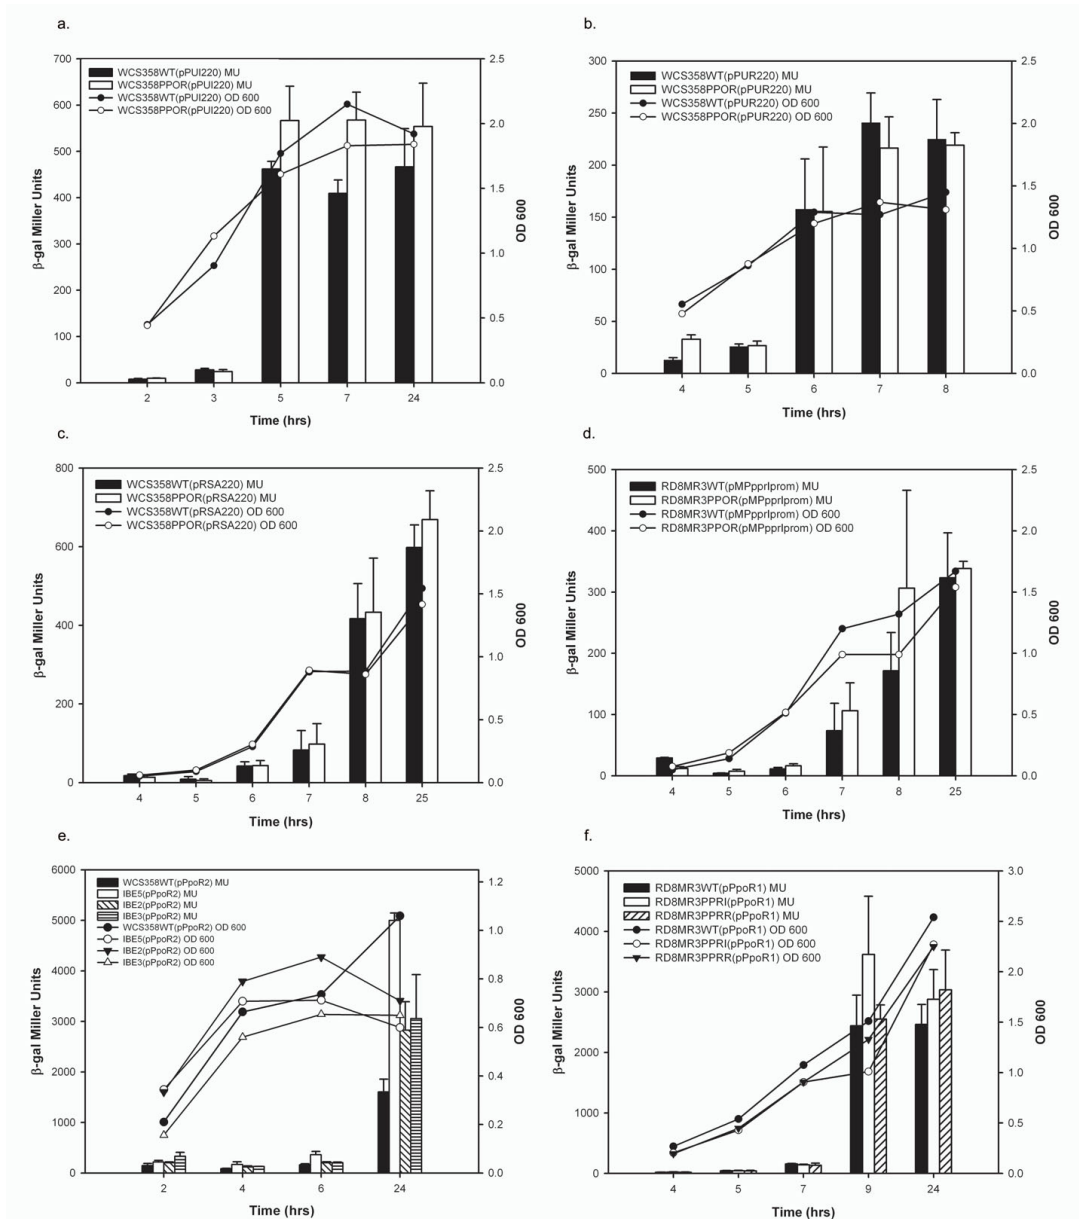 a.
WCS358WT(pPUI220) MU
WCS358PPOR(pPUI220) MU
WCS358WT(pPUI220) OD 600
WCS358PPOR(pPUI220) OD 600
β-gal Miller Units
700
600
500
400
300
200
100
0
OD 600
2.5
2.0
1.5
1.0
0.5
0.0
2 3 5 7 24
Time (hrs)
b.
WCS358WT(pPUR220) MU
WCS358PPOR(pPUR220) MU
WCS358WT(pPUR220) OD 600
WCS358PPOR(pPUR220) OD 600
β-gal Miller Units
300
250
200
150
100
50
0
OD 600
2.5
2.0
1.5
1.0
0.5
0.0
4 5 6 7 8
Time (hrs)
c.
WCS358WT(pRSA220) MU
WCS358PPOR(pRSA220) MU
WCS358WT(pRSA220) OD 600
WCS358PPOR(pRSA220) OD 600
β-gal Miller Units
800
600
400
200
0
OD 600
2.5
2.0
1.5
1.0
0.5
0.0
4 5 6 7 8 25
Time (hrs)
d.
RD8MR3WT(pMPpprIprom) MU
RD8MR3PPOR(pMPpprIprom) MU
RD8MR3WT(pMPpprIprom) OD 600
RD8MR3PPOR(pMPpprIprom) OD 600
β-gal Miller Units
500
400
300
200
100
0
OD 600
2.5
2.0
1.5
1.0
0.5
0.0
4 5 6 7 8 25
Time (hrs)
e.
WCS358WT(pPpoR2) MU
IBE5(pPpoR2) MU
IBE2(pPpoR2) MU
IBE3(pPpoR2) MU
WCS358WT(pPpoR2) OD 600
IBE5(pPpoR2) OD 600
IBE2(pPpoR2) OD 600
IBE3(pPpoR2) OD 600
β-gal Miller Units
6000
5000
4000
3000
2000
1000
0
OD 600
1.2
1.0
0.8
0.6
0.4
0.2
0.0
2 4 6 24
Time (hrs)
f.
RD8MR3WT(pPpoR1) MU
RD8MR3PPRI(pPpoR1) MU
RD8MR3PPRR(pPpoR1) MU
RD8MR3WT(pPpoR1) OD 600
RD8MR3PPRI(pPpoR1) OD 600
RD8MR3PPRR(pPpoR1) OD 600
β-gal Miller Units
5000
4000
3000
2000
1000
0
OD 600
3.0
2.5
2.0
1.5
1.0
0.5
0.0
4 5 7 9 24
Time (hrs)